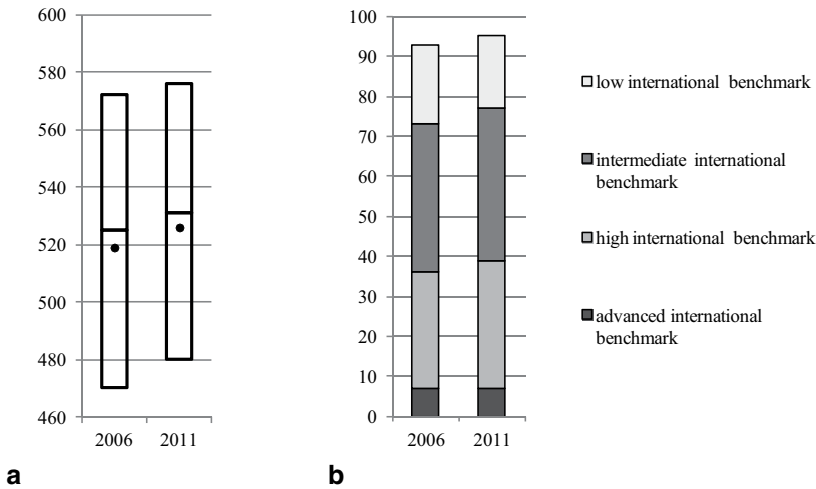 600
580
560
540
520
500
480
460
2006 2011
a
100
90
80
70
60
50
40
30
20
10
0
2006 2011
b
low international benchmark
intermediate international
benchmark
high international benchmark
advanced international
benchmark